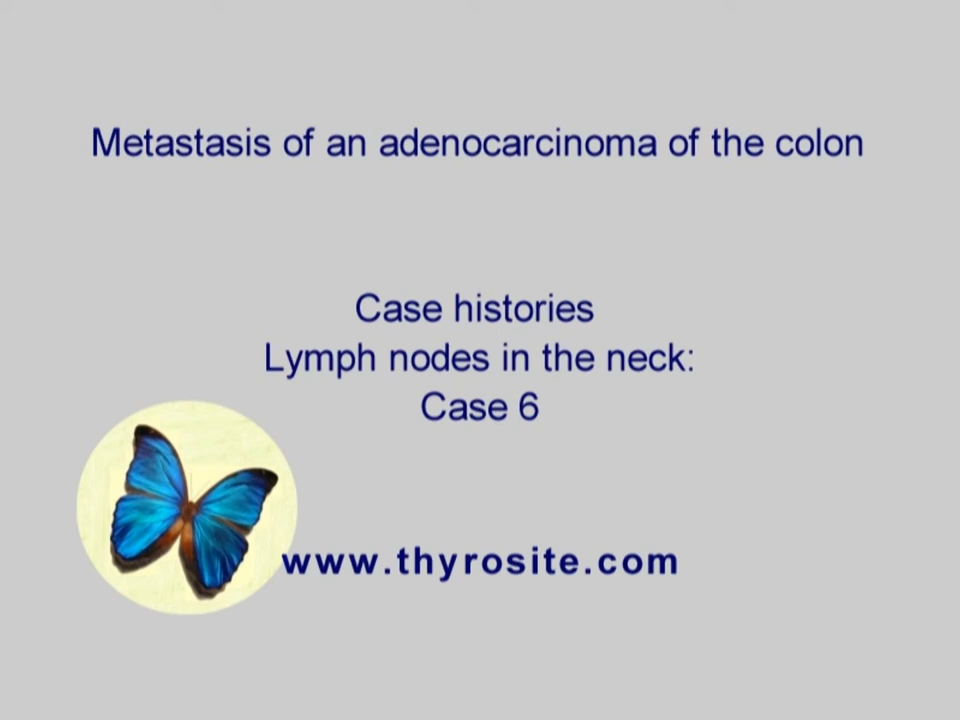 Metastasis of an adenocarcinoma of the colon
Case histories
Lymph nodes in the neck:
Case 6
www.thyrosite.com